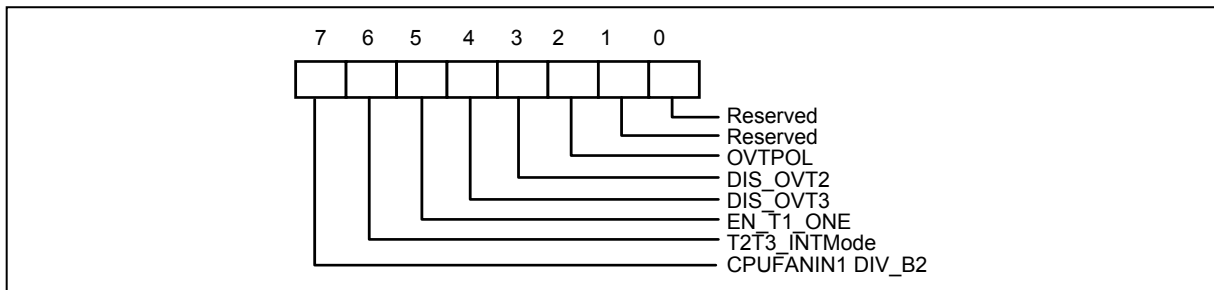 7 6 5 4 3 2 1 0
Reserved
Reserved
OVTPOL
DIS_OVT2
DIS_OVT3
EN_T1_ONE
T2T3_INTMode
CPUFANIN1 DIV_B2